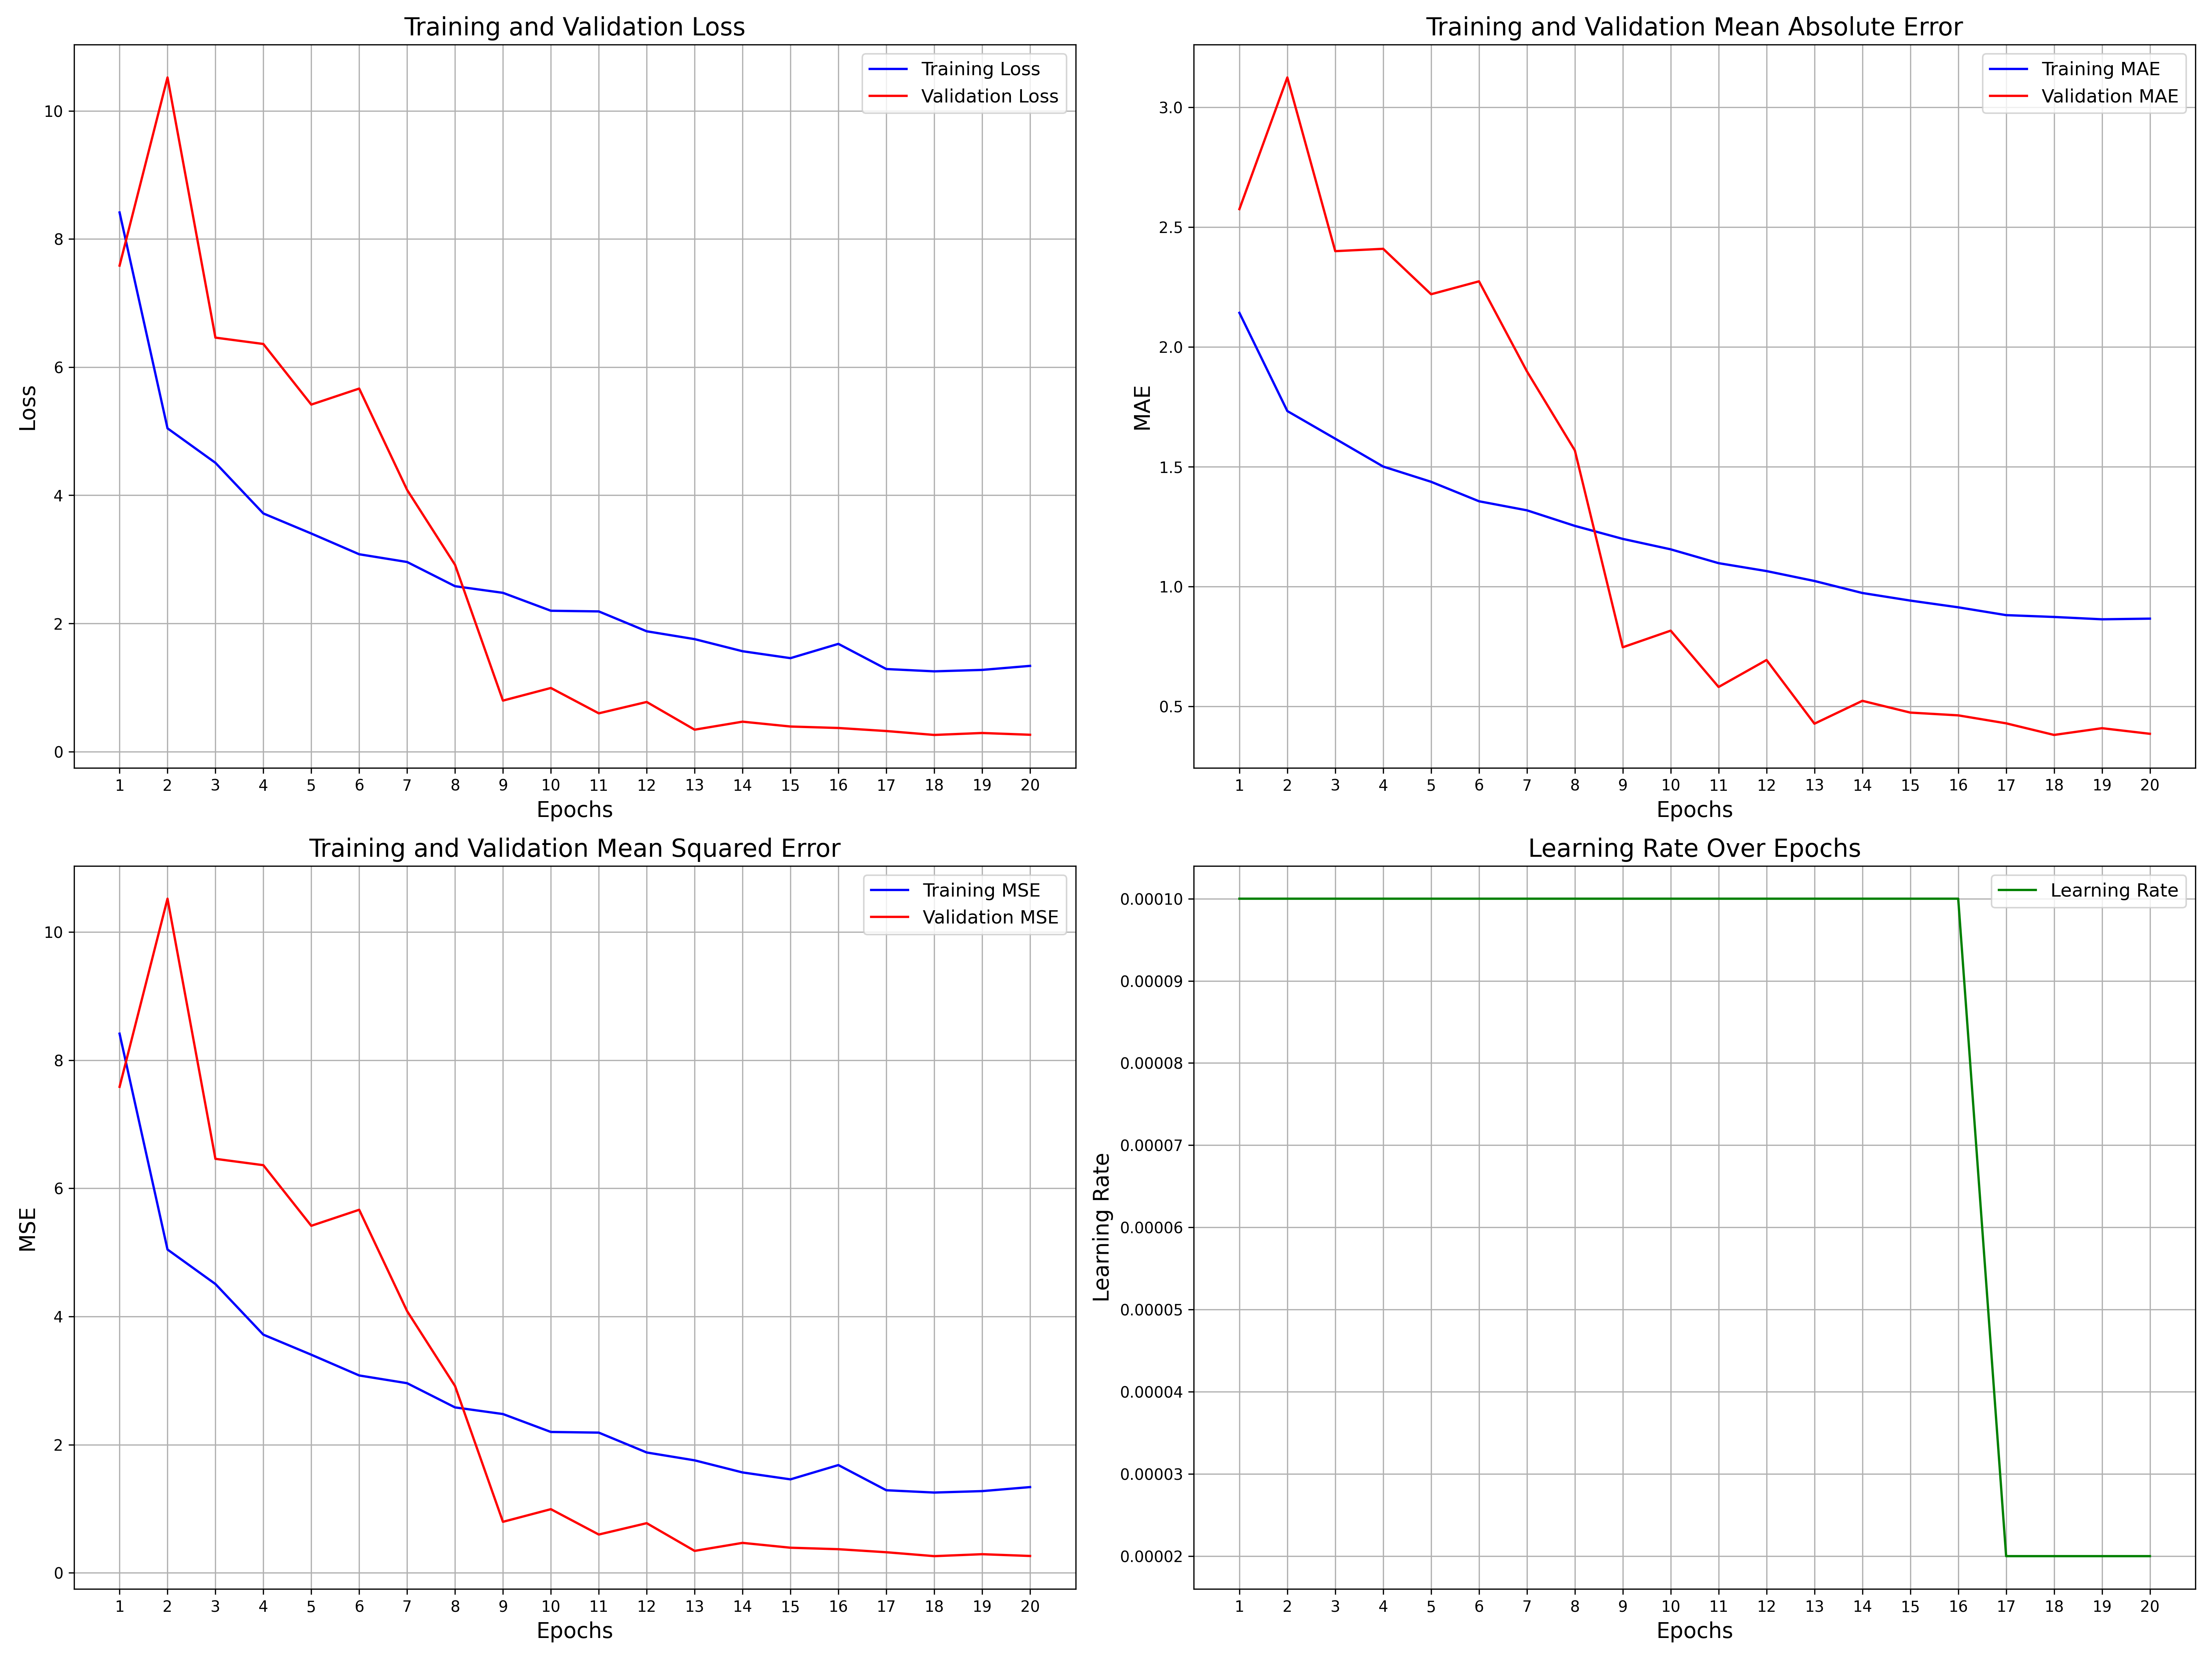 Training and Validation Loss
Training Loss
Validation Loss
10
8
6
4
2
0
Loss
1 2 3 4 5 6 7 8 9 10 11 12 13 14 15 16 17 18 19 20
Epochs
Training and Validation Mean Absolute Error
Training MAE
Validation MAE
3.0
2.5
2.0
1.5
1.0
0.5
MAE
1 2 3 4 5 6 7 8 9 10 11 12 13 14 15 16 17 18 19 20
Epochs
Training and Validation Mean Squared Error
Training MSE
Validation MSE
10
8
6
4
2
0
MSE
1 2 3 4 5 6 7 8 9 10 11 12 13 14 15 16 17 18 19 20
Epochs
Learning Rate Over Epochs
Learning Rate
0.00010
0.00009
0.00008
0.00007
0.00006
0.00005
0.00004
0.00003
0.00002
Learning Rate
1 2 3 4 5 6 7 8 9 10 11 12 13 14 15 16 17 18 19 20
Epochs